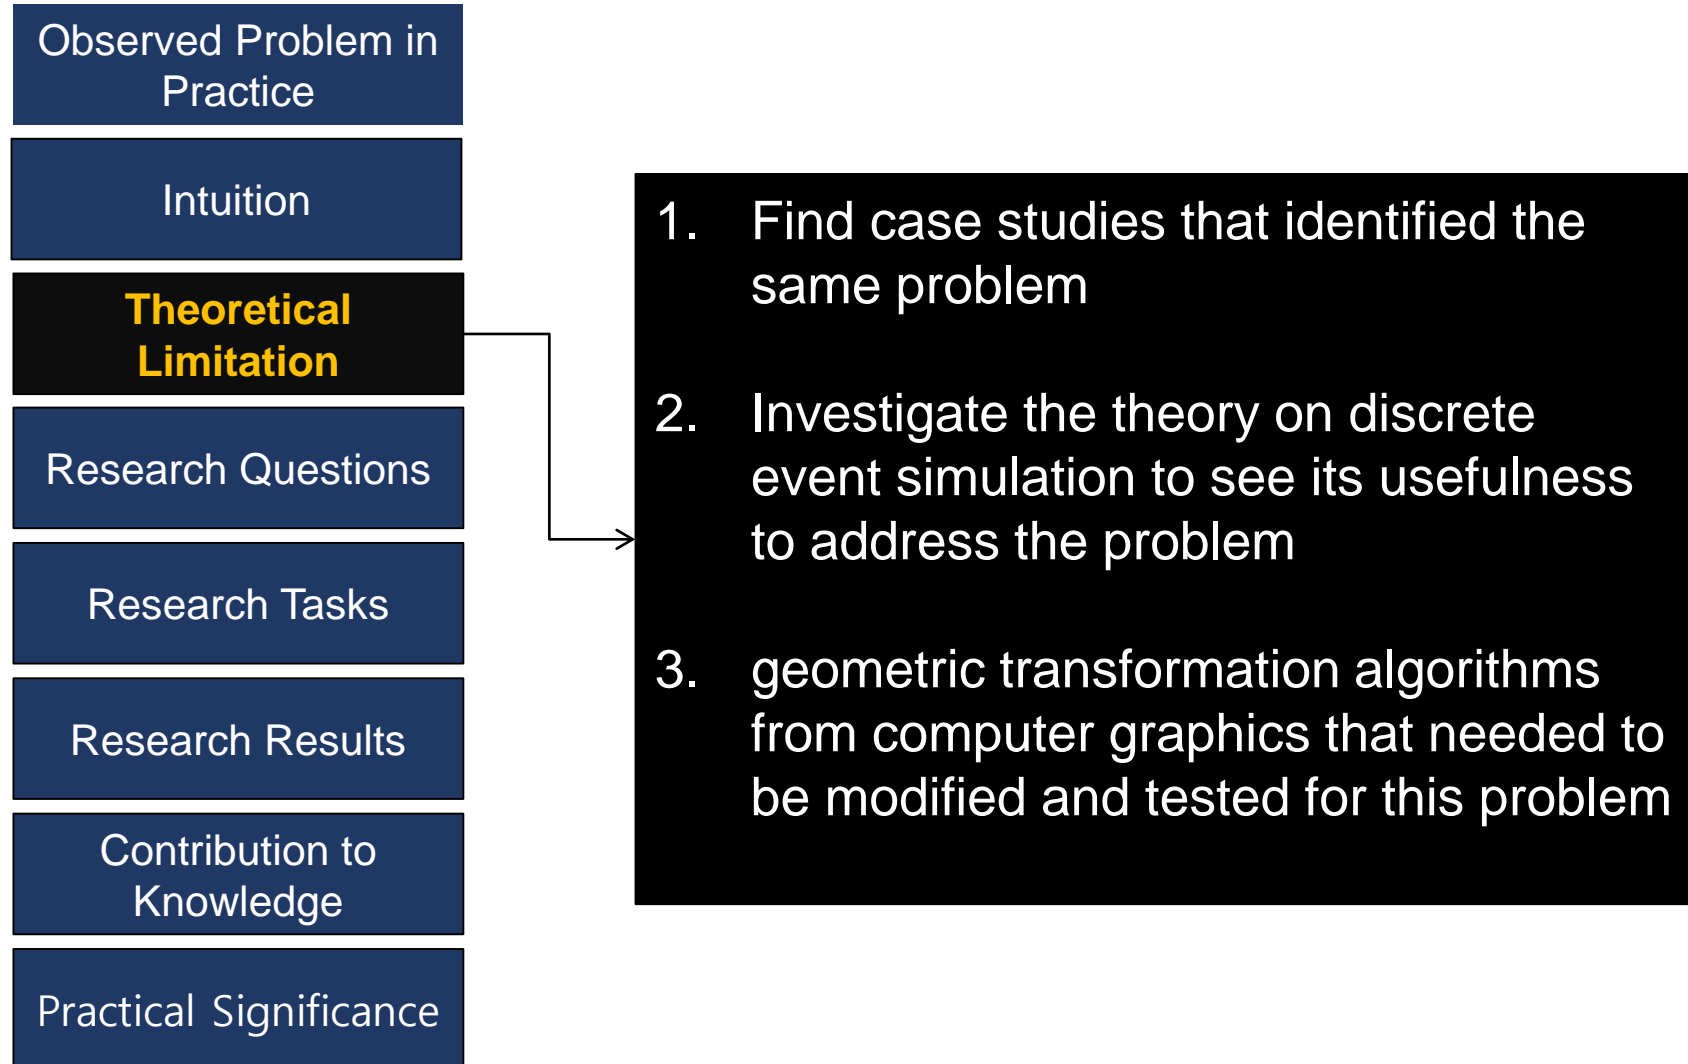 Observed Problem in
Practice
Intuition
Theoretical
Limitation
Research Questions
Research Tasks
Research Results
Contribution to
Knowledge
Practical Significance
1. Find case studies that identified the
same problem
2. Investigate the theory on discrete
event simulation to see its usefulness
to address the problem
3. geometric transformation algorithms
from computer graphics that needed to
be modified and tested for this problem